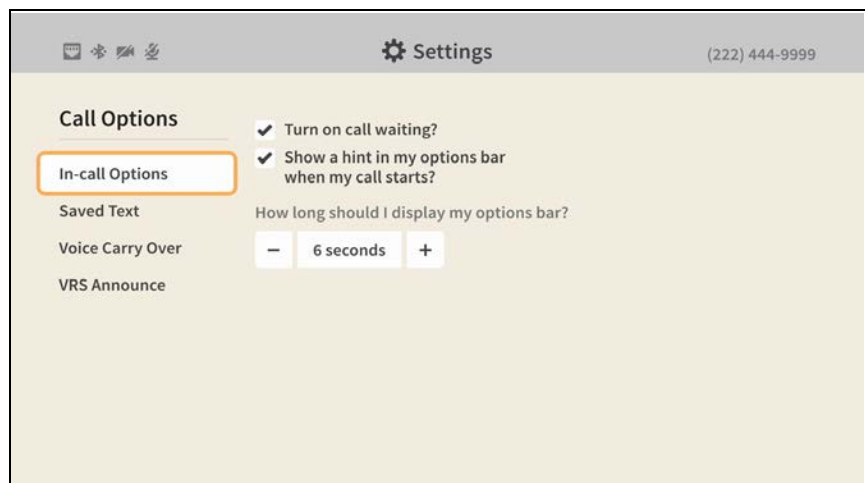 Settings
(222) 444-9999
Call Options
In-call Options
Saved Text
Voice Carry Over
VRS Announce
Turn on call waiting?
Show a hint in my options bar
when my call starts?
How long should I display my options bar?
− 6 seconds +